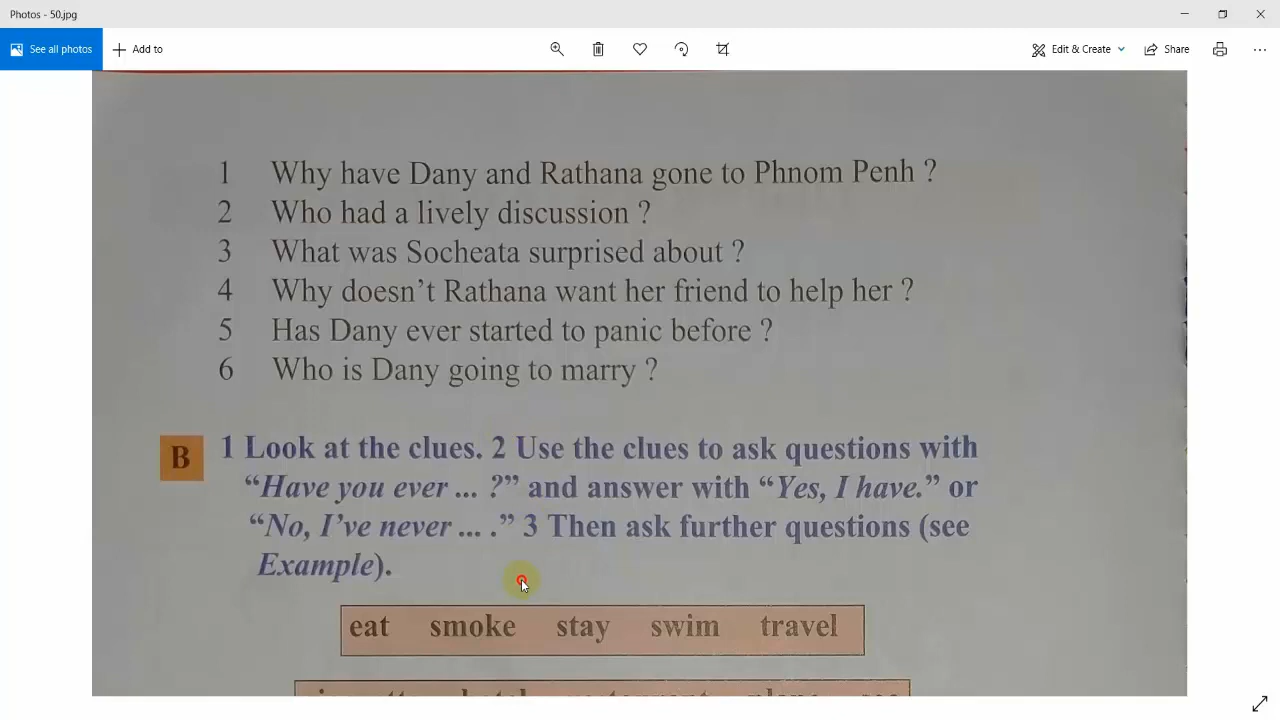 Photos - 50.jpg
See all photos
Add to
Edit & Create
Share
1 Why have Dany and Rathana gone to Phnom Penh ?
2 Who had a lively discussion ?
3 What was Socheata surprised about ?
4 Why doesn't Rathana want her friend to help her ?
5 Has Dany ever started to panic before ?
6 Who is Dany going to marry ?
B 1 Look at the clues. 2 Use the clues to ask questions with
“Have you ever ... ?” and answer with “Yes, I have.” or
“No, I've never ... .” 3 Then ask further questions (see
Example).
eat smoke stay swim travel